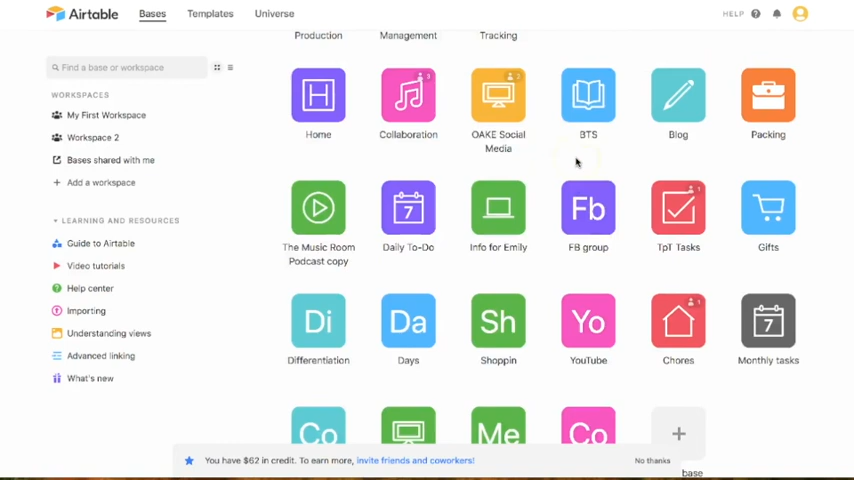 Airtable Bases Templates Universe HELP
Production Management Tracking
Find a base or workspace
WORKSPACES
My First Workspace
Workspace 2
Bases shared with me
Add a workspace
LEARNING AND RESOURCES
Guide to Airtable
Video tutorials
Help center
Importing
Understanding views
Advanced linking
What's new
H 3 3
Home Collaboration OAKE Social Media BTS Blog Packing
7 Fb 1
The Music Room Podcast copy Daily To-Do Info for Emily FB group TpT Tasks Gifts
Di Da Sh Yo 1 7
Differentiation Days Shoppin YouTube Chores Monthly tasks
Co Me Co +
base
You have $62 in credit. To earn more, invite friends and coworkers! No thanks